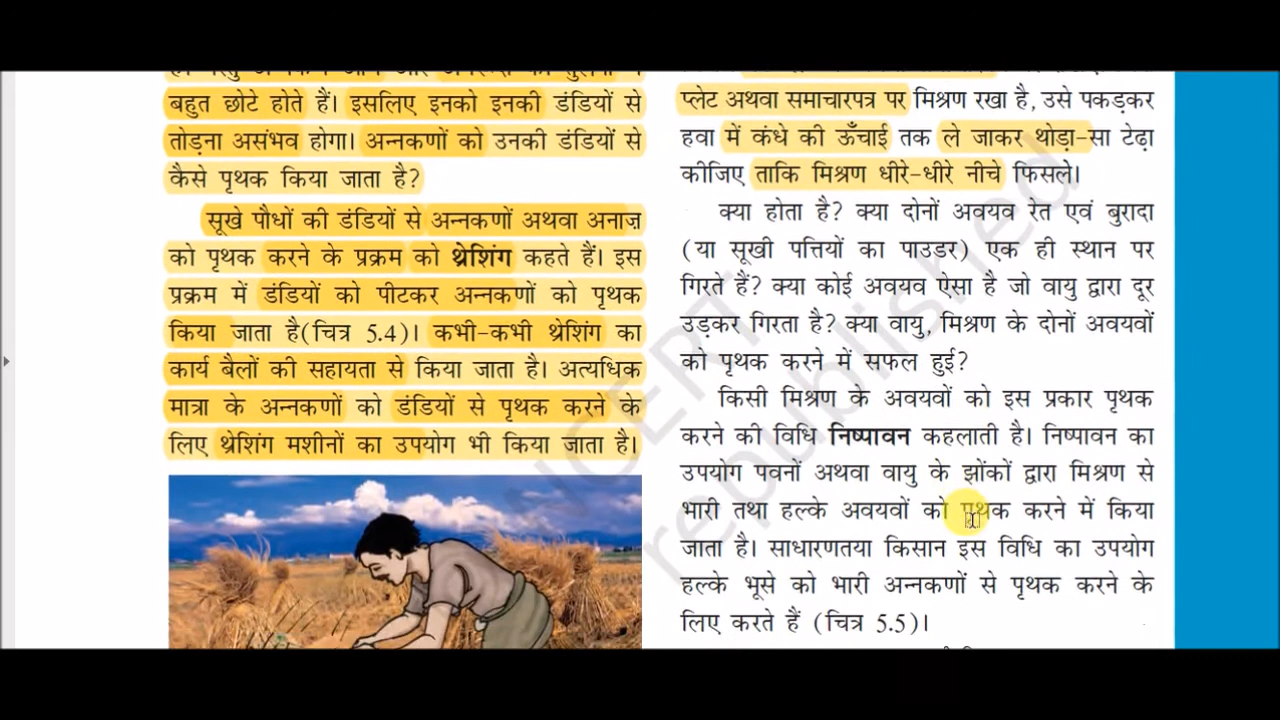 बहुत छोटे होते हैं। इसलिए इनको इनकी डंडियों से
तोड़ना असंभव होगा। अन्नकणों को उनकी डंडियों से
कैसे पृथक किया जाता है?
सूखे पौधों की डंडियों से अन्नकणों अथवा अनाज़
को पृथक करने के प्रक्रम को थ्रेशिंग कहते हैं। इस
प्रक्रम में डंडियों को पीटकर अन्नकणों को पृथक
किया जाता है(चित्र 5.4)। कभी-कभी थ्रेशिंग का
कार्य बैलों की सहायता से किया जाता है। अत्यधिक
मात्रा के अन्नकणों को डंडियों से पृथक करने के
लिए थ्रेशिंग मशीनों का उपयोग भी किया जाता है।
प्लेट अथवा समाचारपत्र पर मिश्रण रखा है, उसे पकड़कर
हवा में कंधे की ऊँचाई तक ले जाकर थोड़ा-सा टेढ़ा
कीजिए ताकि मिश्रण धीरे-धीरे नीचे फिसले।
क्या होता है? क्या दोनों अवयव रेत एवं बुरादा
(या सूखी पत्तियों का पाउडर) एक ही स्थान पर
गिरते हैं? क्या कोई अवयव ऐसा है जो वायु द्वारा दूर
उड़कर गिरता है? क्या वायु, मिश्रण के दोनों अवयवों
को पृथक करने में सफल हुई?
किसी मिश्रण के अवयवों को इस प्रकार पृथक
करने की विधि निष्पावन कहलाती है। निष्पावन का
उपयोग पवनों अथवा वायु के झोंकों द्वारा मिश्रण से
भारी तथा हल्के अवयवों को पृथक करने में किया
जाता है। साधारणतया किसान इस विधि का उपयोग
हल्के भूसे को भारी अन्नकणों से पृथक करने के
लिए करते हैं (चित्र 5.5)।
NCERT
republished